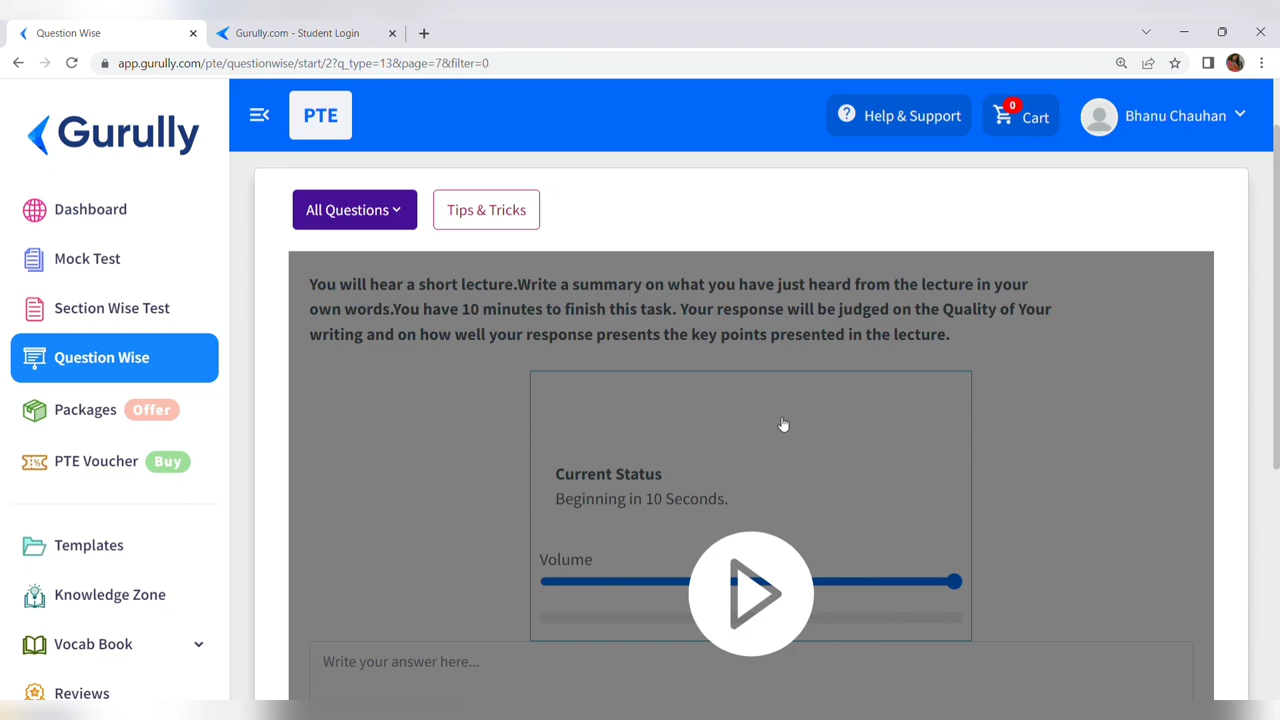 Question Wise
Gurully.com - Student Login
app.gurully.com/pte/questionwise/start/2?q_type=13&page=7&filter=0
Gurully
PTE
Help & Support
0
Cart
Bhanu Chauhan
Dashboard
Mock Test
Section Wise Test
Question Wise
Packages Offer
PTE Voucher Buy
Templates
Knowledge Zone
Vocab Book
Reviews
All Questions
Tips & Tricks
You will hear a short lecture.Write a summary on what you have just heard from the lecture in your
own words.You have 10 minutes to finish this task. Your response will be judged on the Quality of Your
writing and on how well your response presents the key points presented in the lecture.
Current Status
Beginning in 10 Seconds.
Volume
Write your answer here...